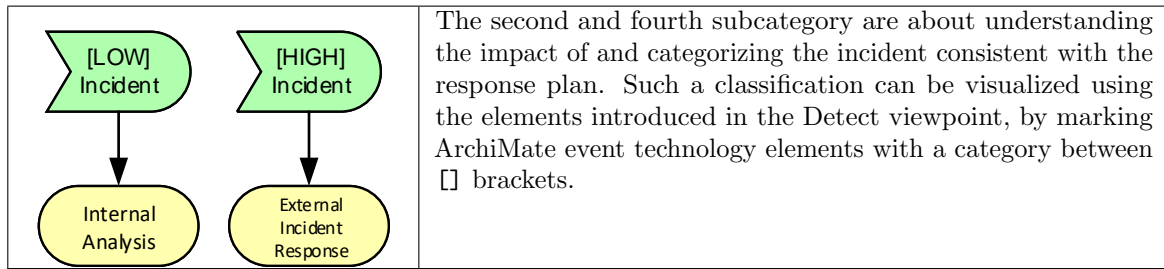 [LOW]
Incident
[HIGH]
Incident
Internal
Analysis
External
Incident
Response
The second and fourth subcategory are about understanding
the impact of and categorizing the incident consistent with the
response plan. Such a classification can be visualized using
the elements introduced in the Detect viewpoint, by marking
ArchiMate event technology elements with a category between
[] brackets.